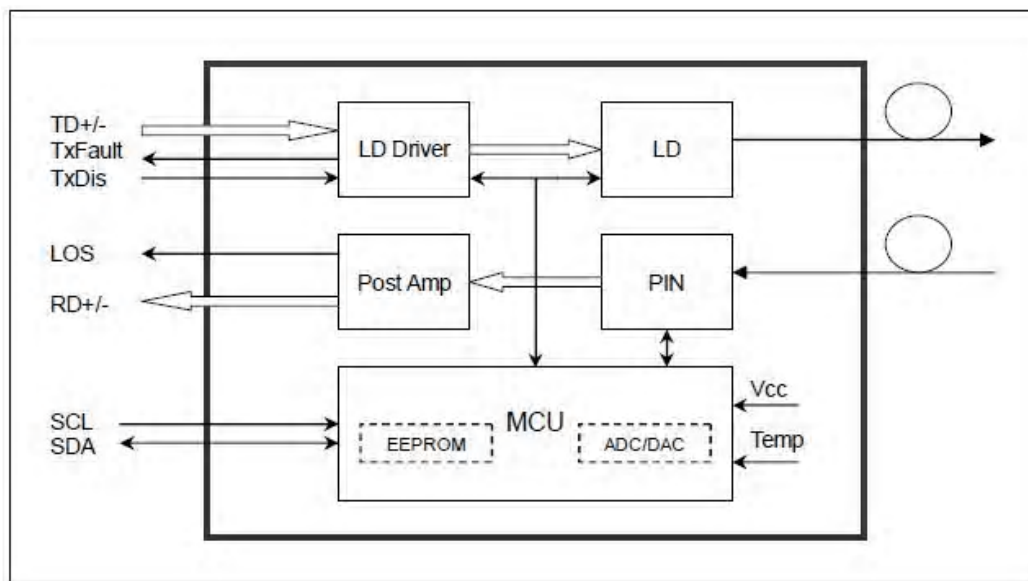 TD+/-
TxFault
TxDis
LD Driver
LD
LOS
RD+/-
Post Amp
PIN
SCL
SDA
MCU
EEPROM
ADC/DAC
Vcc
Temp